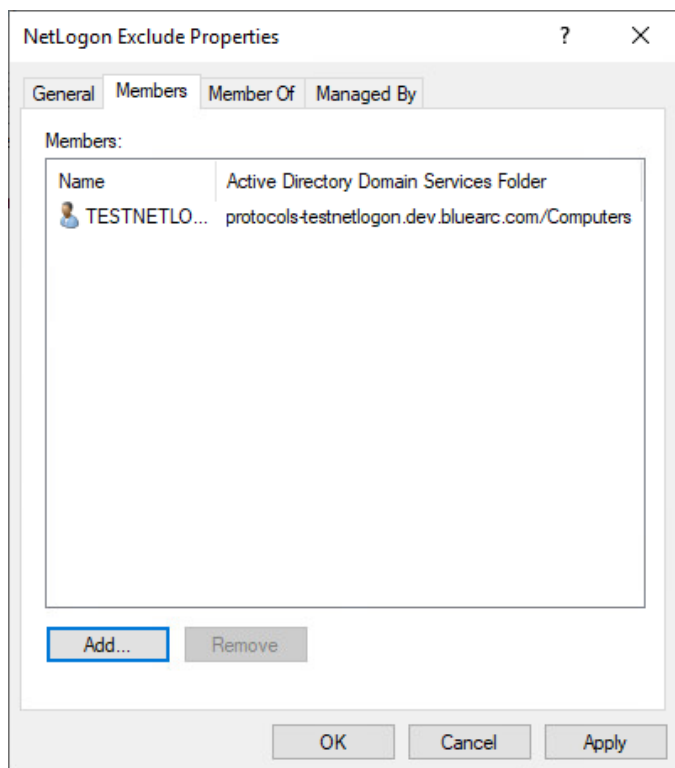 NetLogon Exclude Properties ? ✕
General Members Member Of Managed By
Members:
Name Active Directory Domain Services Folder
TESTNETLO... protocols-testnetlogon.dev.bluearc.com/Computers
Add... Remove
OK Cancel Apply